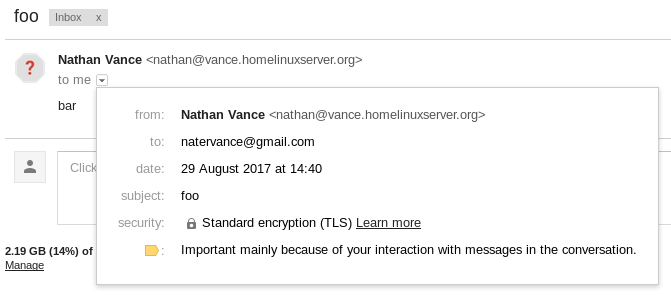 foo Inbox x
?
Nathan Vance <nathan@vance.homelinuxserver.org>
to me
bar
from: Nathan Vance <nathan@vance.homelinuxserver.org>
to: natervance@gmail.com
date: 29 August 2017 at 14:40
subject: foo
security: Standard encryption (TLS) Learn more
: Important mainly because of your interaction with messages in the conversation.
Click
2.19 GB (14%) of
Manage